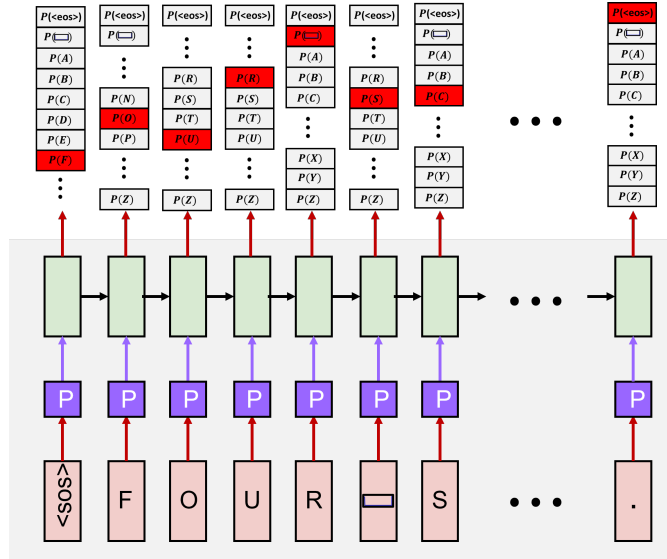 P(<eos>)
P(▭)
P(A)
P(B)
P(C)
P(D)
P(E)
P(F)
P(<eos>)
P(▭)
P(N)
P(O)
P(P)
P(Z)
P(<eos>)
P(R)
P(S)
P(T)
P(U)
P(Z)
P(<eos>)
P(R)
P(S)
P(T)
P(U)
P(Z)
P(<eos>)
P(▭)
P(A)
P(B)
P(C)
P(X)
P(Y)
P(Z)
P(<eos>)
P(R)
P(S)
P(T)
P(U)
P(Z)
P(<eos>)
P(▭)
P(A)
P(B)
P(C)
P(X)
P(Y)
P(Z)
P(<eos>)
P(▭)
P(A)
P(B)
P(C)
P(X)
P(Y)
P(Z)
P P P P P P P P
<sos> F O U R ▭ S ... .